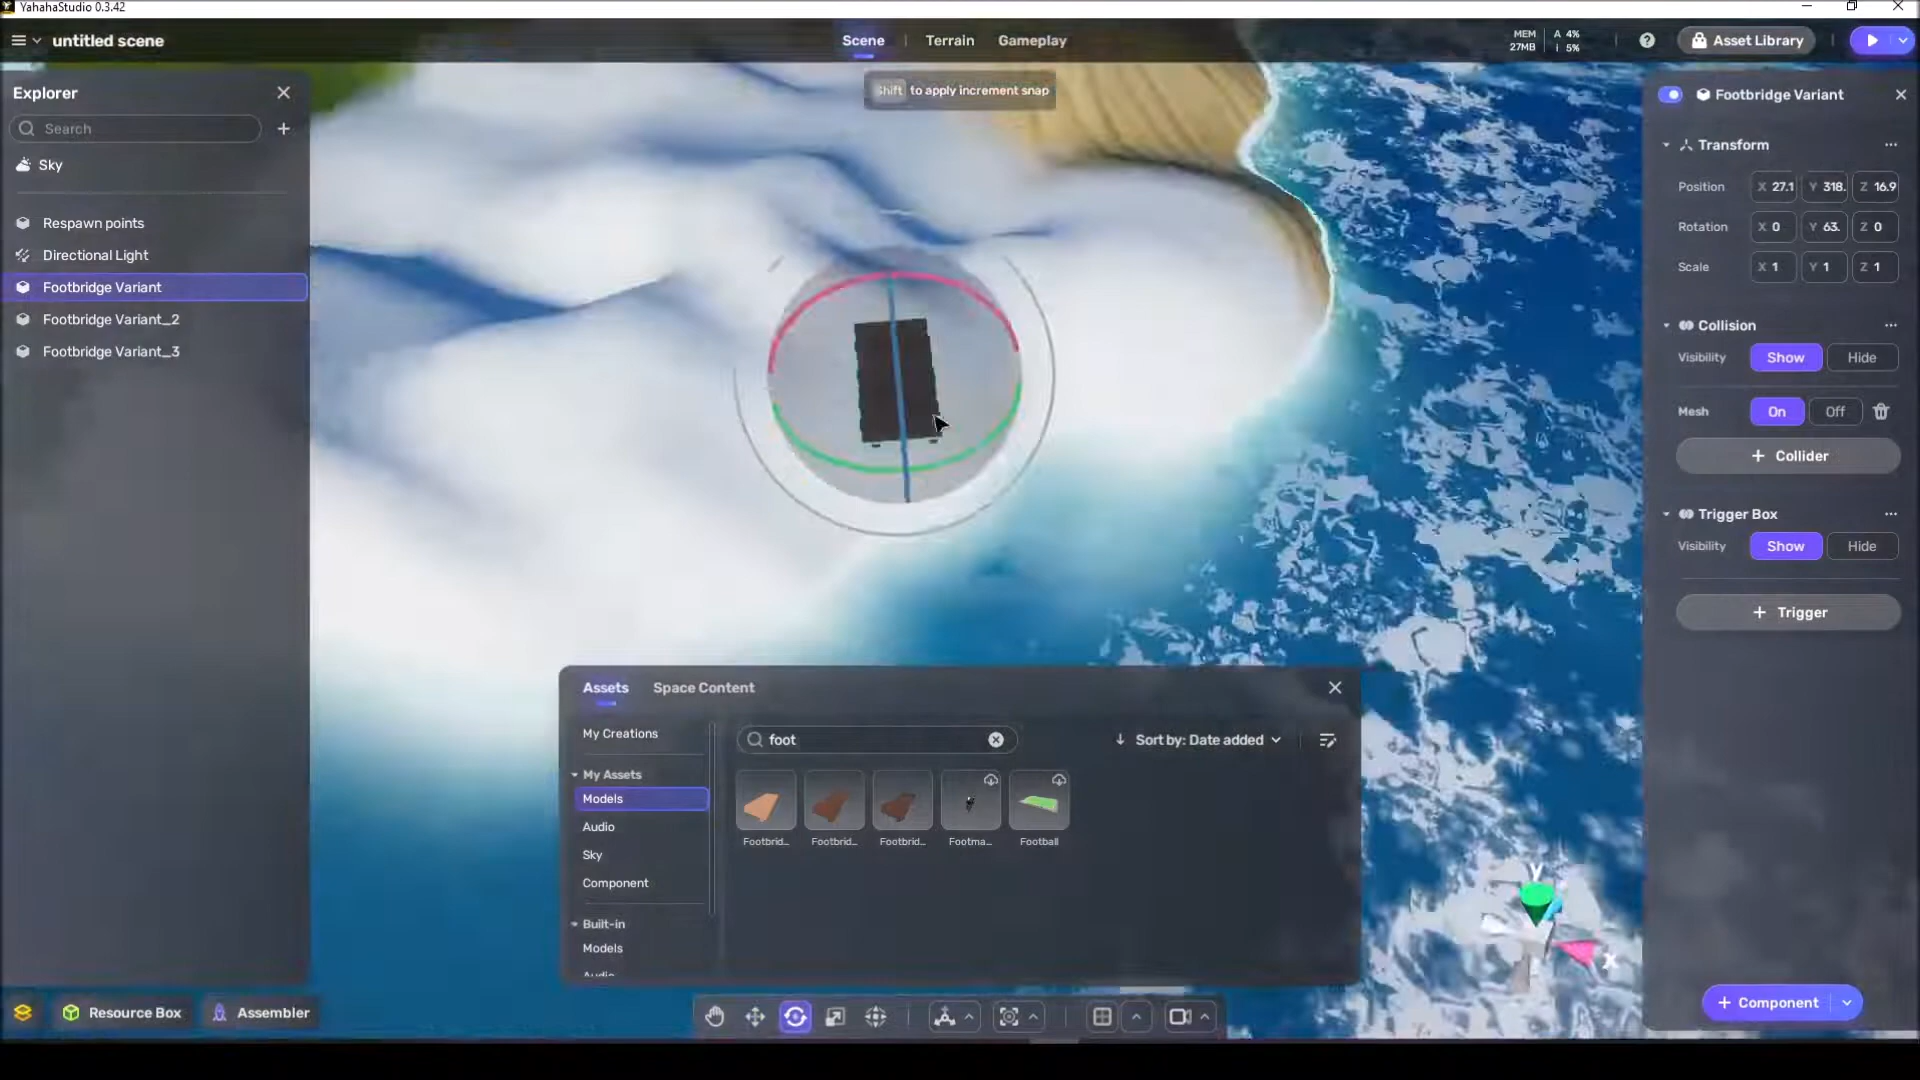 YahahaStudio 0.3.42
untitled scene
Scene
Terrain
Gameplay
MEM
27MB
A 4%
i 5%
Asset Library
Shift to apply increment snap
Explorer
Search
Sky
Respawn points
Directional Light
Footbridge Variant
Footbridge Variant_2
Footbridge Variant_3
Footbridge Variant
Transform
Position X 27.1 Y 318. Z 16.9
Rotation X 0 Y 63. Z 0
Scale X 1 Y 1 Z 1
Collision
Visibility Show Hide
Mesh On Off
+ Collider
Trigger Box
Visibility Show Hide
+ Trigger
Assets Space Content
My Creations
My Assets
Models
Audio
Sky
Component
Built-in
Models
Audio
foot
Sort by: Date added
Footbrid...
Footbrid...
Footbrid...
Footma...
Football
y
x
Resource Box
Assembler
+ Component